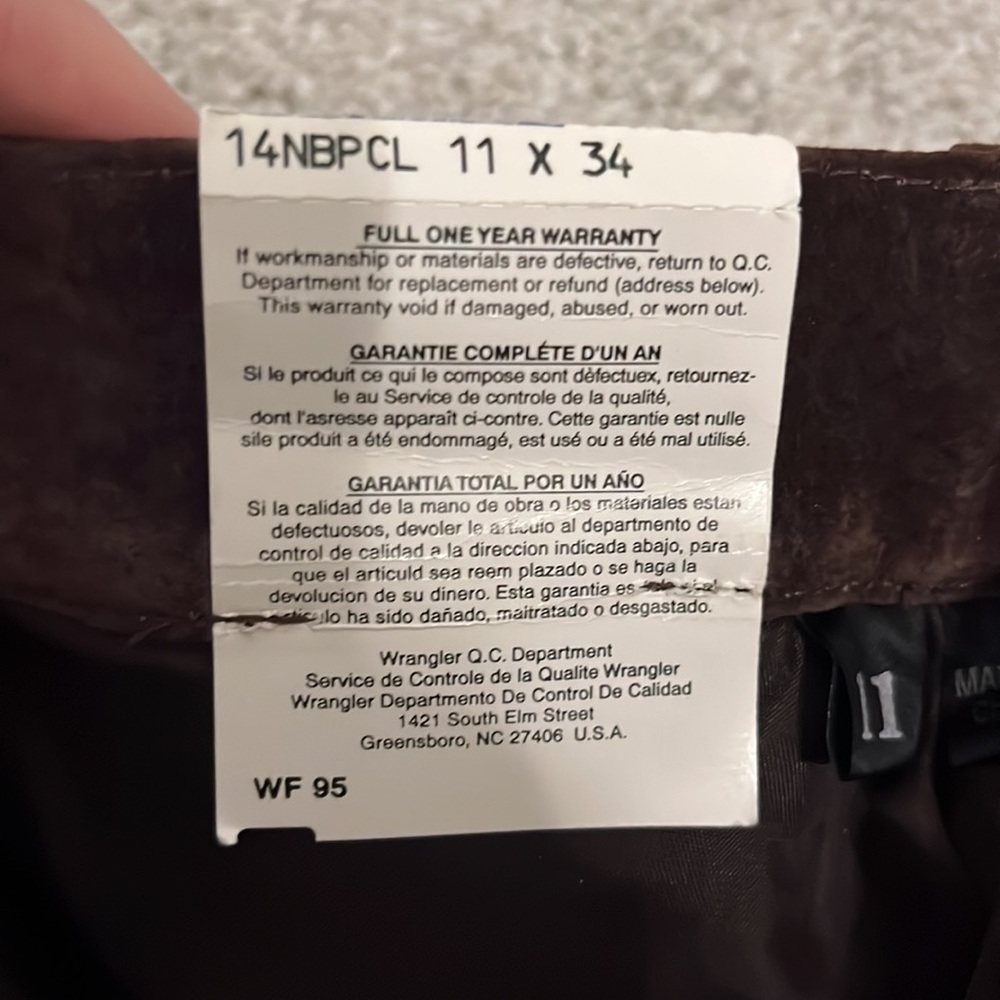 14NBPCL 11 X 34
FULL ONE YEAR WARRANTY
If workmanship or materials are defective, return to Q.C.
Department for replacement or refund (address below).
This warranty void if damaged, abused, or worn out.
GARANTIE COMPLÉTE D'UN AN
Si le produit ce qui le compose sont dèfectuex, retournez-
le au Service de controle de la qualité,
dont l'asresse apparaît ci-contre. Cette garantie est nulle
sile produit a été endommagé, est usé ou a été mal utilisé.
GARANTIA TOTAL POR UN AÑO
Si la calidad de la mano de obra o los materiales estan
defectuosos, devoler le articuio al departmento de
control de calidad a la direccion indicada abajo, para
que el articuld sea reem plazado o se haga la
devolucion de su dinero. Esta garantia es
ha sido dañado, maitratado o desgastado.
Wrangler Q.C. Department
Service de Controle de la Qualite Wrangler
Wrangler Departmento De Control De Calidad
1421 South Elm Street
Greensboro, NC 27406 U.S.A.
WF 95
11